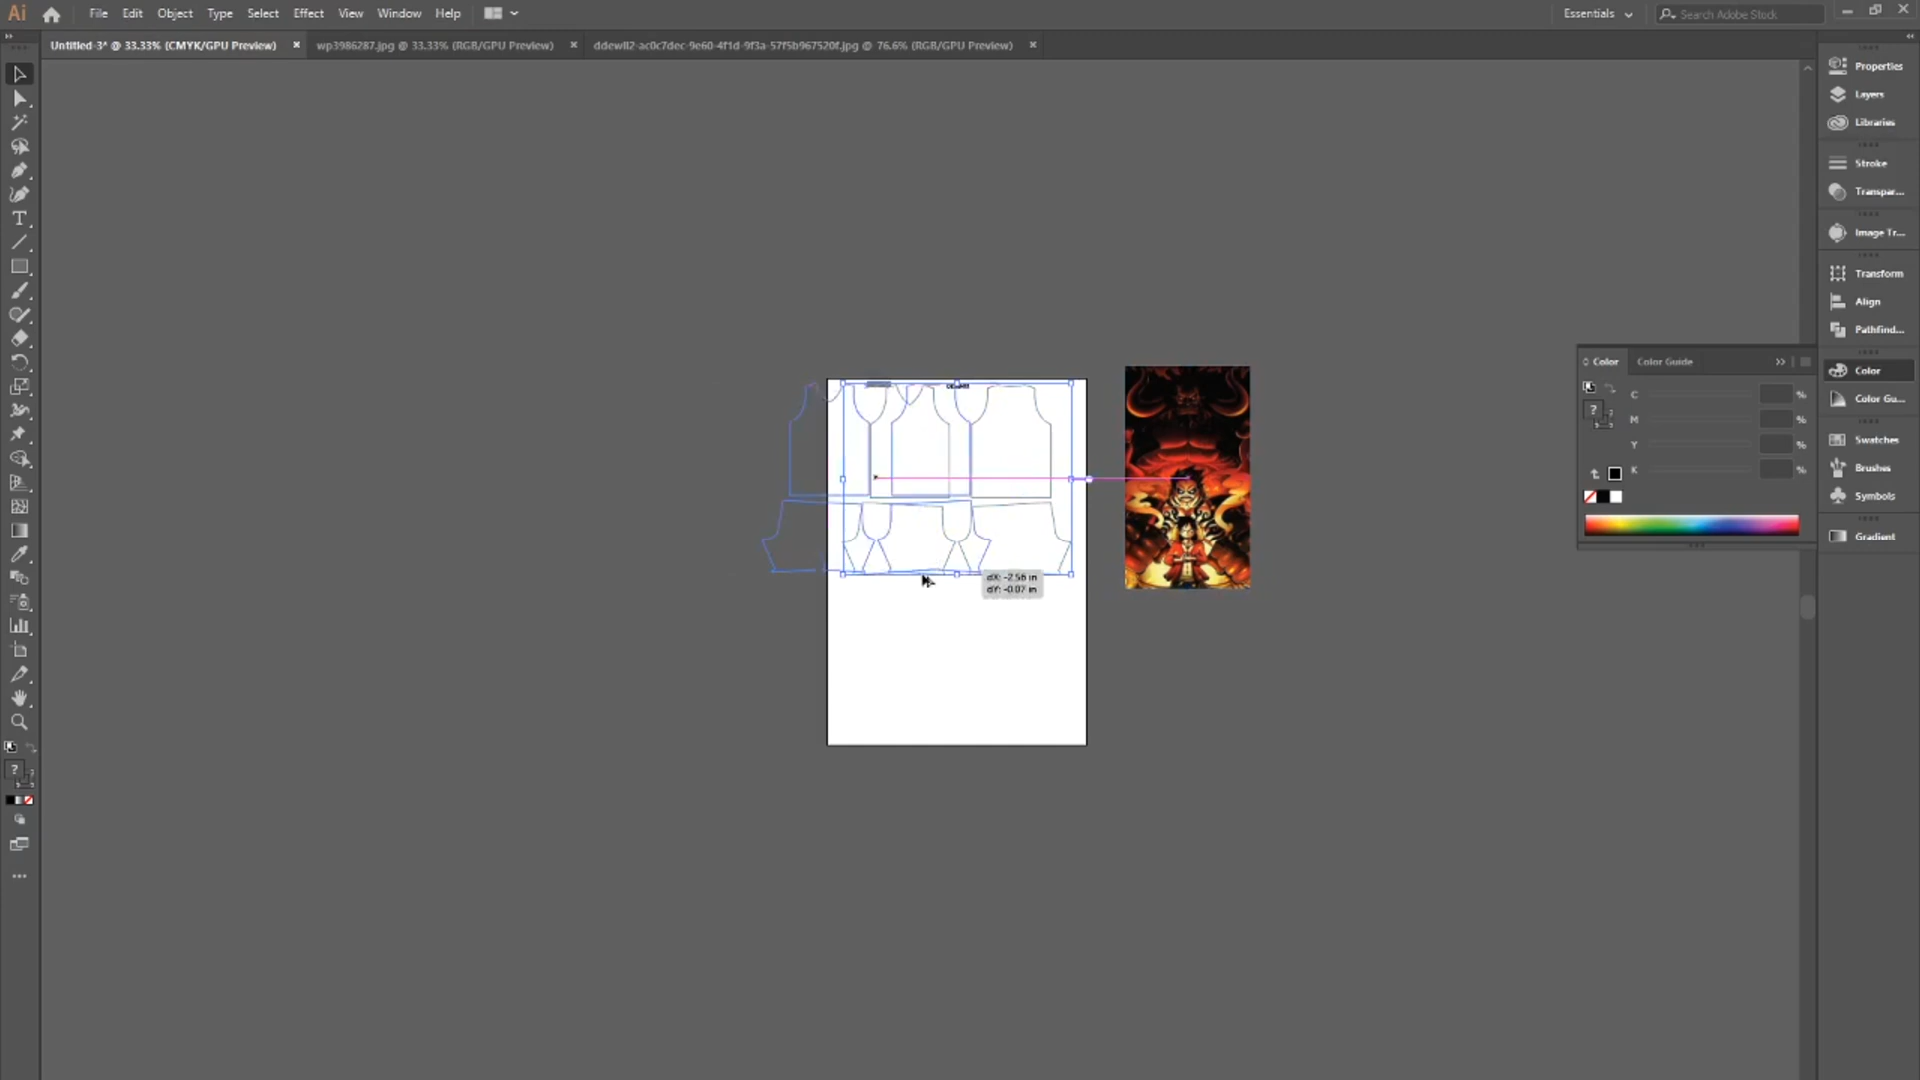 Ai File Edit Object Type Select Effect View Window Help Essentials Search Adobe Stock
Untitled-3* @ 33.33% (CMYK/GPU Preview) × wp3986287.jpg @ 33.33% (RGB/GPU Preview) × ddewll2-ac0c7dec-9e60-4f1d-9f3a-57f5b967520f.jpg @ 76.6% (RGB/GPU Preview) ×
Properties
Layers
Libraries
Stroke
Transpar...
Image Tr...
Transform
Align
Pathfind...
Color
Color Gu...
Swatches
Brushes
Symbols
Gradient
Color Color Guide
C %
M %
Y %
K %
?
dX: -2.56 in
dY: -0.07 in
T
?